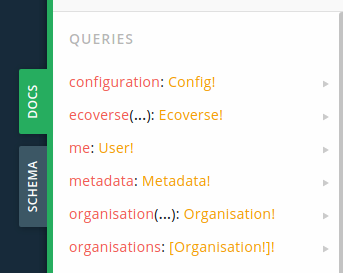 QUERIES
configuration: Config!
ecoverse(...): Ecoverse!
me: User!
metadata: Metadata!
organisation(...): Organisation!
organisations: [Organisation!]!
DOCS
SCHEMA